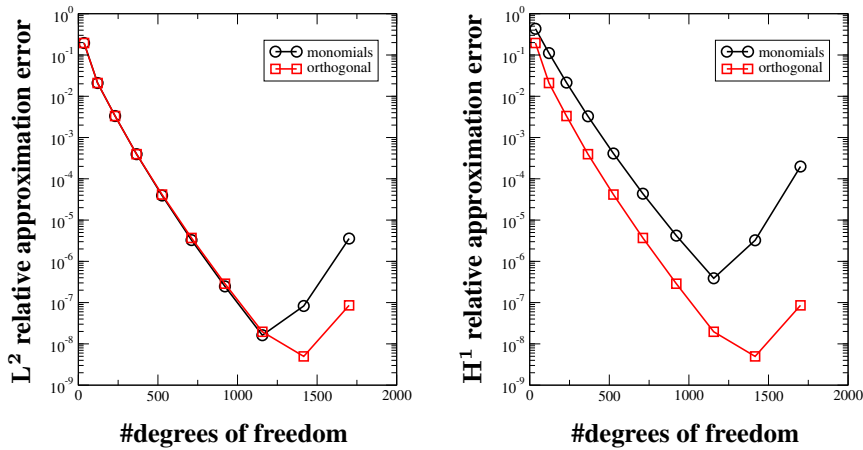 10^0
10^-1
10^-2
10^-3
10^-4
10^-5
10^-6
10^-7
10^-8
10^-9
0 500 1000 1500 2000
L^2 relative approximation error
#degrees of freedom
monomials
orthogonal
10^0
10^-1
10^-2
10^-3
10^-4
10^-5
10^-6
10^-7
10^-8
10^-9
0 500 1000 1500 2000
H^1 relative approximation error
#degrees of freedom
monomials
orthogonal